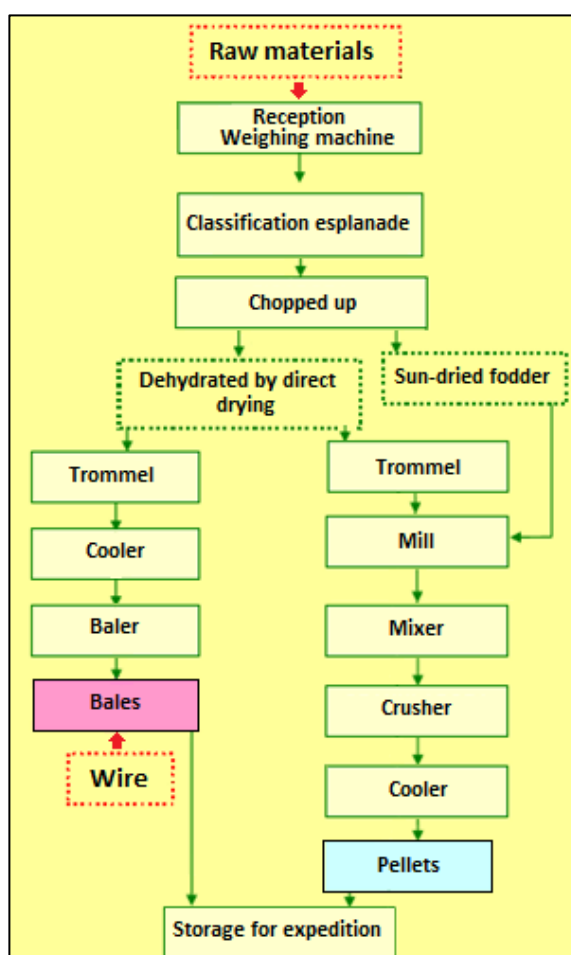 Raw materials
Reception
Weighing machine
Classification esplanade
Chopped up
Dehydrated by direct
drying
Sun-dried fodder
Trommel
Trommel
Cooler
Mill
Baler
Mixer
Bales
Crusher
Wire
Cooler
Pellets
Storage for expedition